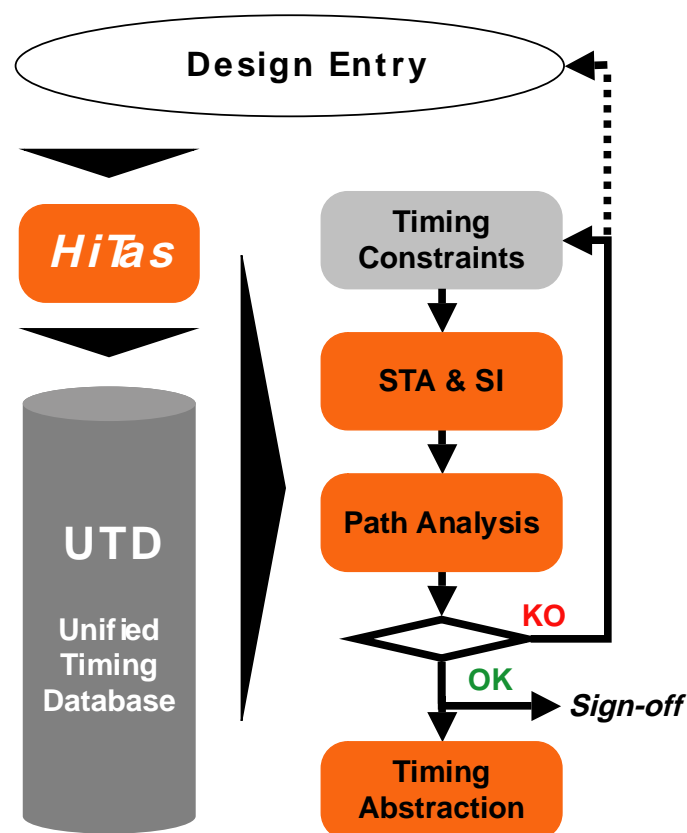 Design Entry
HiTas
UTD
Unified
Timing
Database
Timing
Constraints
STA & SI
Path Analysis
KO
OK
Sign-off
Timing
Abstraction